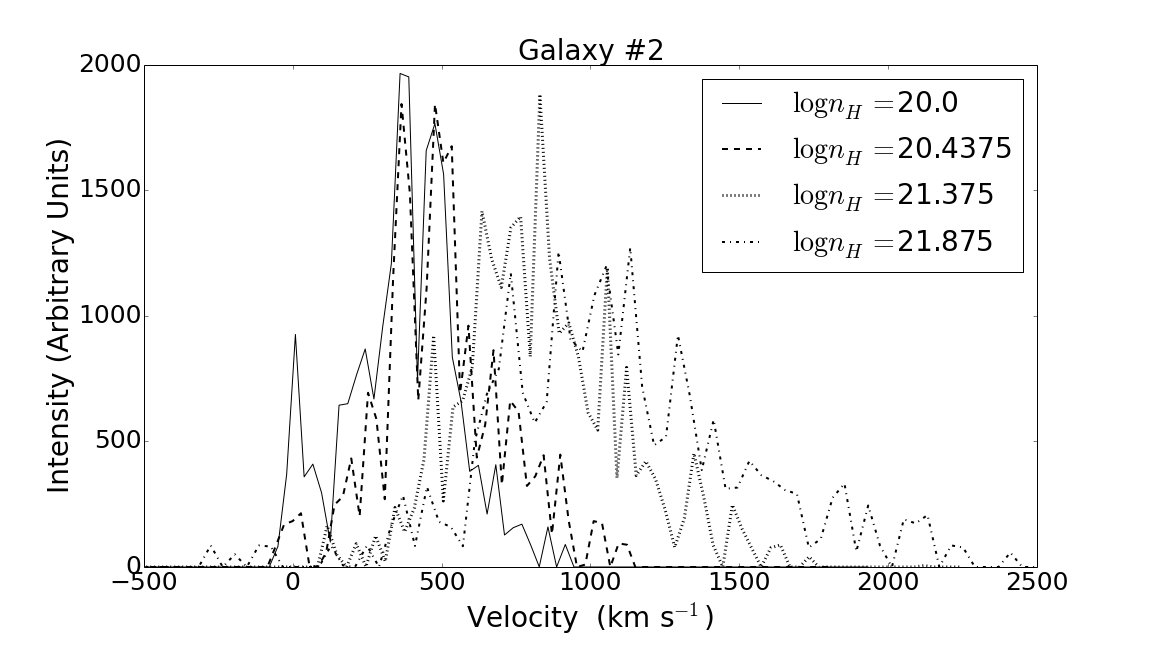 Galaxy #2
2000
1500
1000
500
0
Intensity (Arbitrary Units)
log n_H = 20.0
log n_H = 20.4375
log n_H = 21.375
log n_H = 21.875
−500 0 500 1000 1500 2000 2500
Velocity (km s⁻¹)